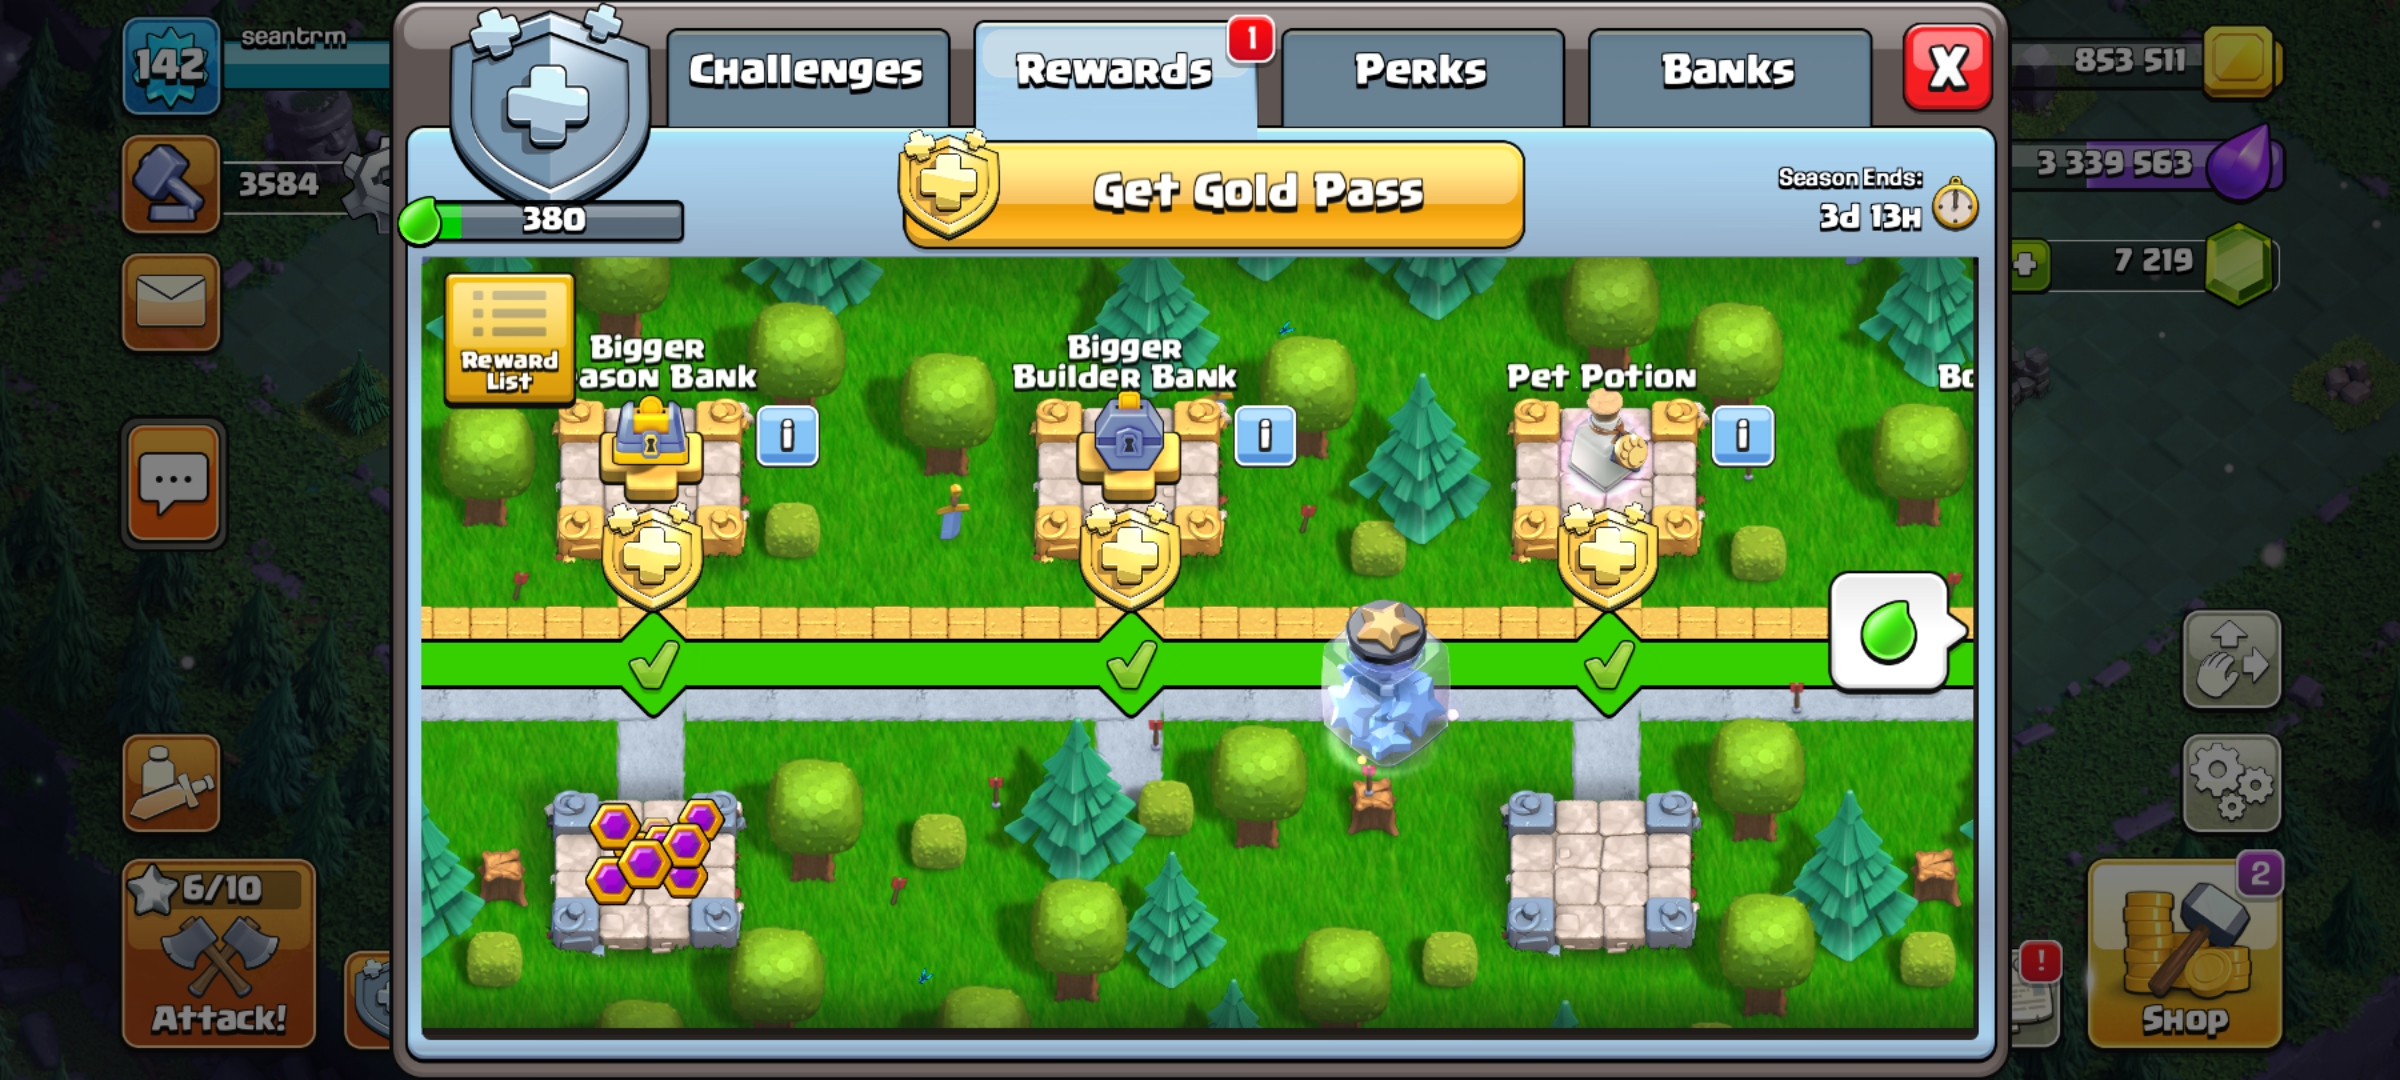 142
seantrm
3584
6/10
Attack!
Challenges
Rewards
1
Perks
Banks
X
380
Get Gold Pass
Season Ends:
3d 13h
Reward
List
Bigger
ason Bank
Bigger
Builder Bank
Pet Potion
Bo
i
i
i
853 511
3 339 563
7 219
!
2
Shop